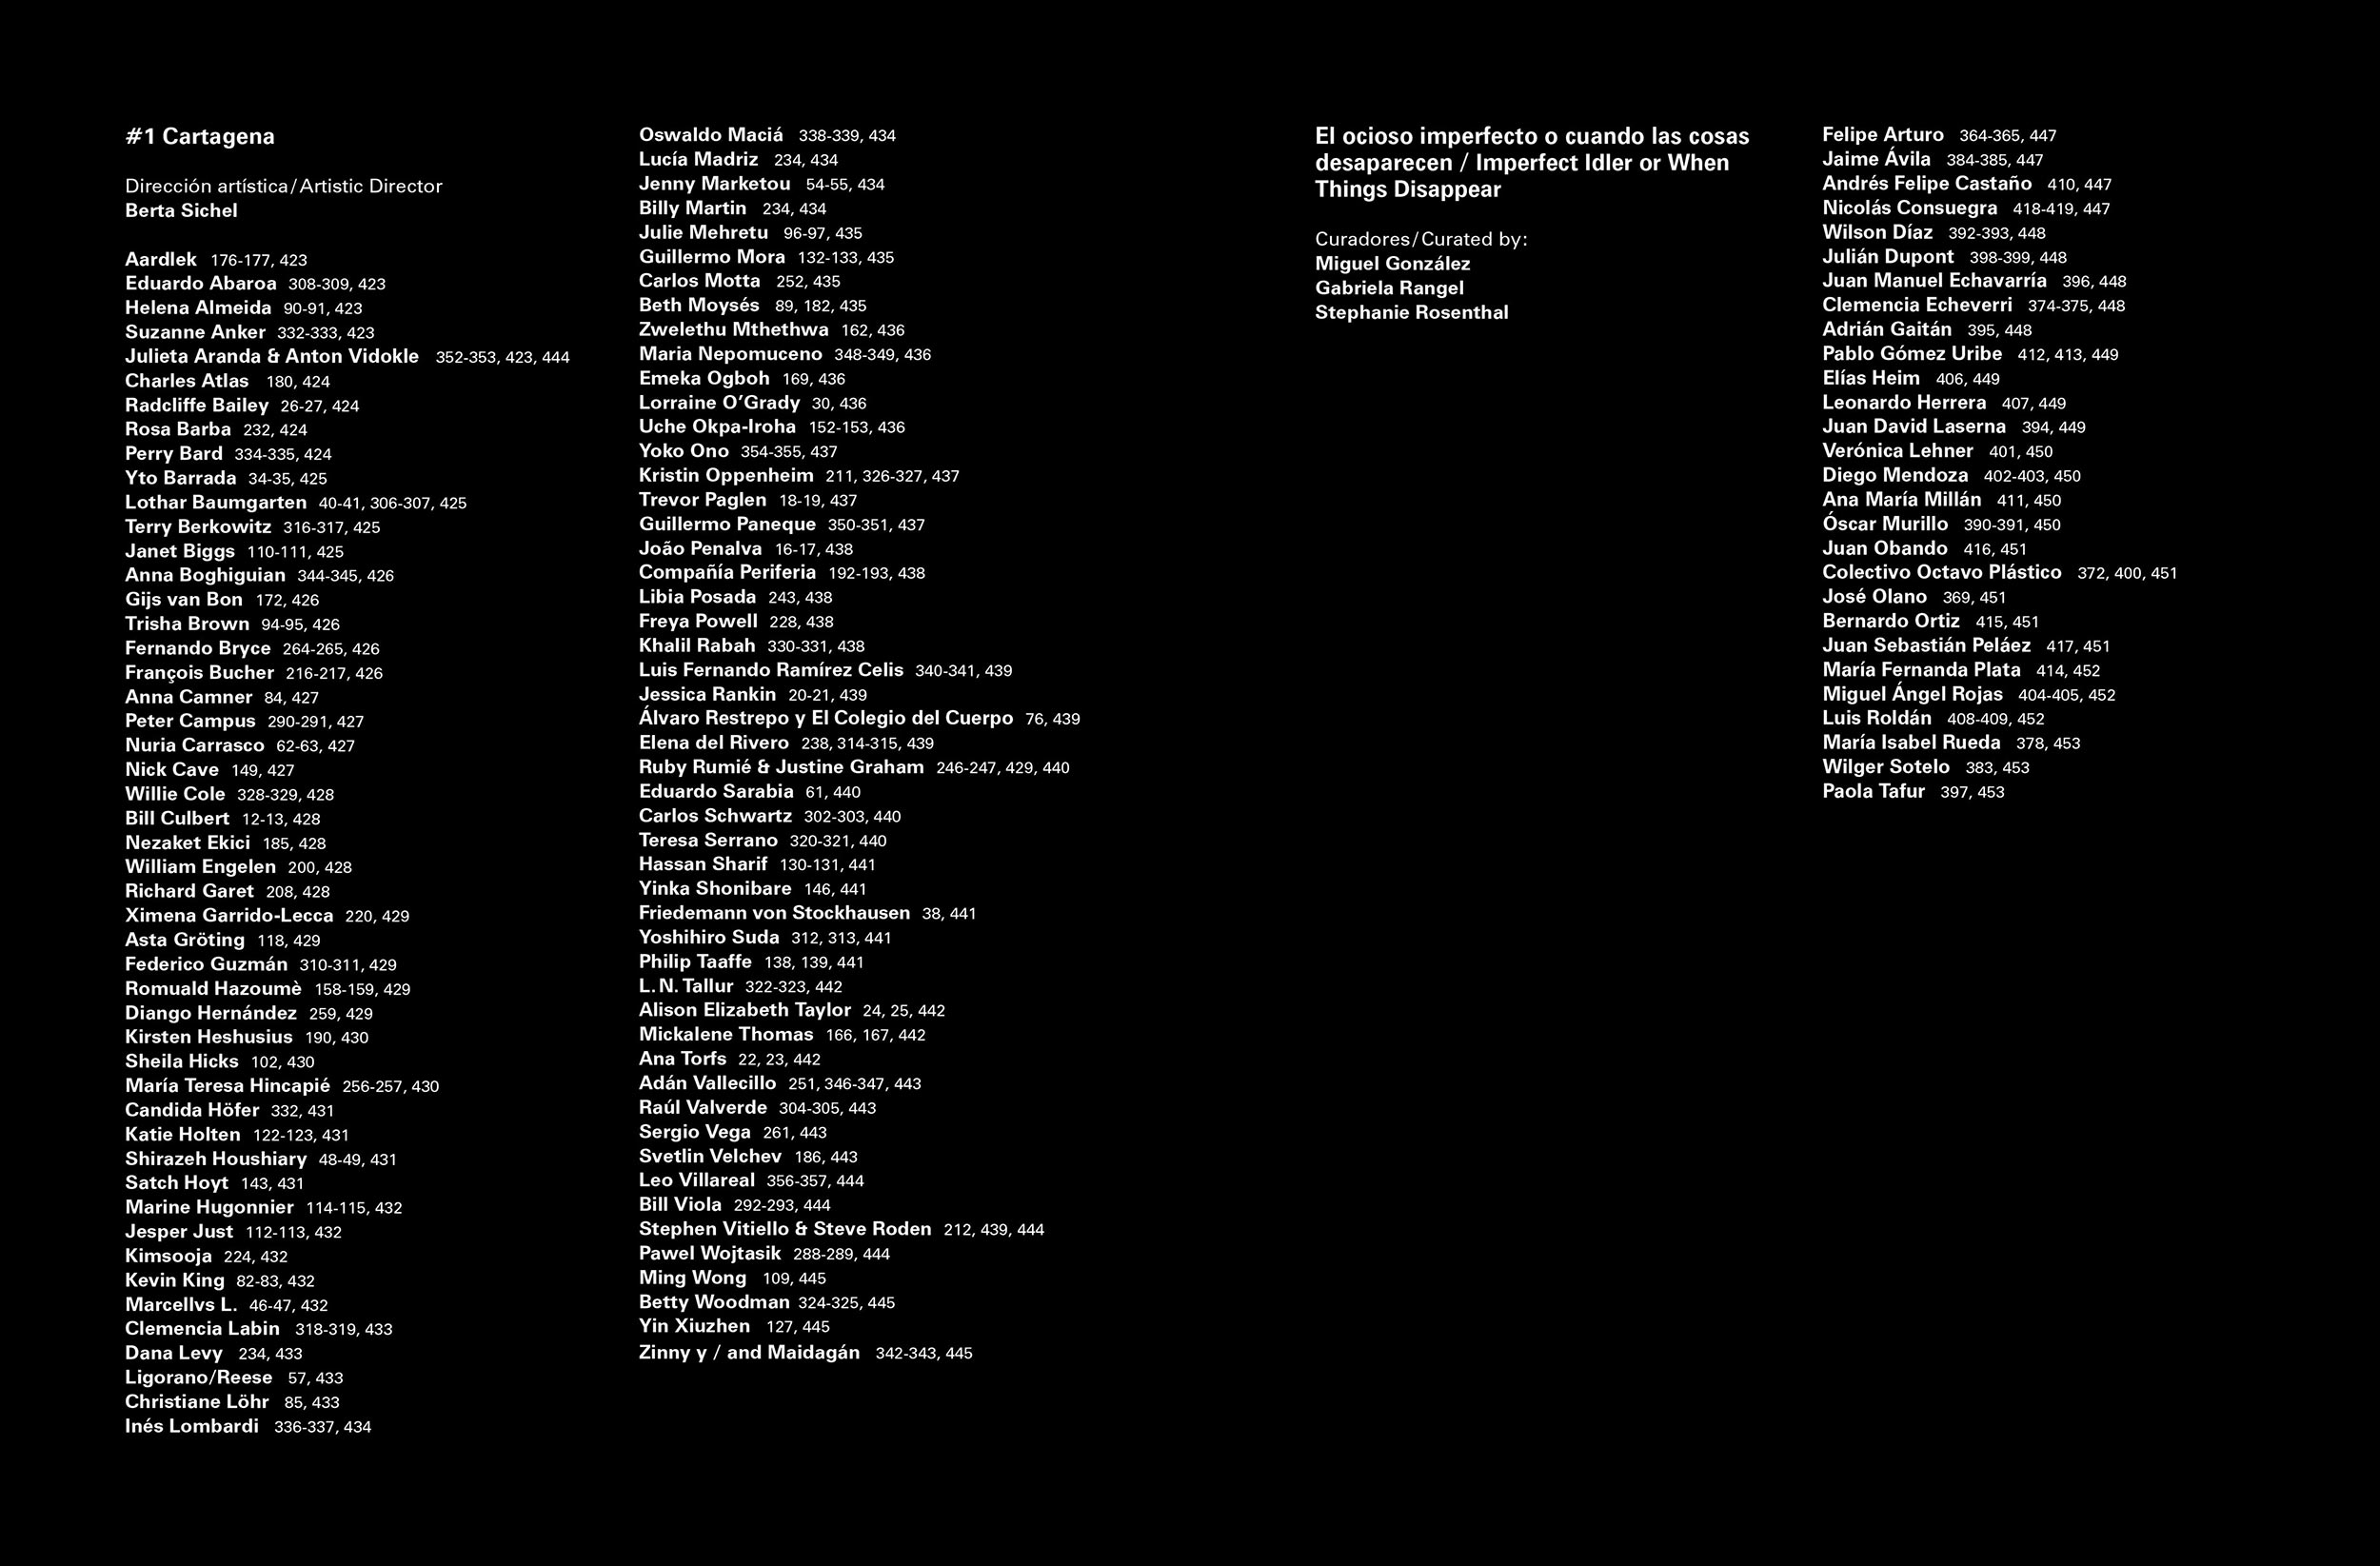 #1 Cartagena
Dirección artística / Artistic Director
Berta Sichel
Aardlek 176-177, 423
Eduardo Abaroa 308-309, 423
Helena Almeida 90-91, 423
Suzanne Anker 332-333, 423
Julieta Aranda & Anton Vidokle 352-353, 423, 444
Charles Atlas 180, 424
Radcliffe Bailey 26-27, 424
Rosa Barba 232, 424
Perry Bard 334-335, 424
Yto Barrada 34-35, 425
Lothar Baumgarten 40-41, 306-307, 425
Terry Berkowitz 316-317, 425
Janet Biggs 110-111, 425
Anna Boghiguian 344-345, 426
Gijs van Bon 172, 426
Trisha Brown 94-95, 426
Fernando Bryce 264-265, 426
François Bucher 216-217, 426
Anna Camner 84, 427
Peter Campus 290-291, 427
Nuria Carrasco 62-63, 427
Nick Cave 149, 427
Willie Cole 328-329, 428
Bill Culbert 12-13, 428
Nezaket Ekici 185, 428
William Engelen 200, 428
Richard Garet 208, 428
Ximena Garrido-Lecca 220, 429
Asta Gröting 118, 429
Federico Guzmán 310-311, 429
Romuald Hazoumè 158-159, 429
Diango Hernández 259, 429
Kirsten Heshusius 190, 430
Sheila Hicks 102, 430
María Teresa Hincapié 256-257, 430
Candida Höfer 332, 431
Katie Holten 122-123, 431
Shirazeh Houshiary 48-49, 431
Satch Hoyt 143, 431
Marine Hugonnier 114-115, 432
Jesper Just 112-113, 432
Kimsooja 224, 432
Kevin King 82-83, 432
Marcellvs L. 46-47, 432
Clemencia Labin 318-319, 433
Dana Levy 234, 433
Ligorano/Reese 57, 433
Christiane Löhr 85, 433
Inés Lombardi 336-337, 434
Oswaldo Maciá 338-339, 434
Lucía Madriz 234, 434
Jenny Marketou 54-55, 434
Billy Martin 234, 434
Julie Mehretu 96-97, 435
Guillermo Mora 132-133, 435
Carlos Motta 252, 435
Beth Moysés 89, 182, 435
Zwelethu Mthethwa 162, 436
Maria Nepomuceno 348-349, 436
Emeka Ogboh 169, 436
Lorraine O’Grady 30, 436
Uche Okpa-Iroha 152-153, 436
Yoko Ono 354-355, 437
Kristin Oppenheim 211, 326-327, 437
Trevor Paglen 18-19, 437
Guillermo Paneque 350-351, 437
João Penalva 16-17, 438
Compañía Periferia 192-193, 438
Libia Posada 243, 438
Freya Powell 228, 438
Khalil Rabah 330-331, 438
Luis Fernando Ramírez Celis 340-341, 439
Jessica Rankin 20-21, 439
Álvaro Restrepo y El Colegio del Cuerpo 76, 439
Elena del Rivero 238, 314-315, 439
Ruby Rumié & Justine Graham 246-247, 429, 440
Eduardo Sarabia 61, 440
Carlos Schwartz 302-303, 440
Teresa Serrano 320-321, 440
Hassan Sharif 130-131, 441
Yinka Shonibare 146, 441
Friedemann von Stockhausen 38, 441
Yoshihiro Suda 312, 313, 441
Philip Taaffe 138, 139, 441
L. N. Tallur 322-323, 442
Alison Elizabeth Taylor 24, 25, 442
Mickalene Thomas 166, 167, 442
Ana Torfs 22, 23, 442
Adán Vallecillo 251, 346-347, 443
Raúl Valverde 304-305, 443
Sergio Vega 261, 443
Svetlin Velchev 186, 443
Leo Villareal 356-357, 444
Bill Viola 292-293, 444
Stephen Vitiello & Steve Roden 212, 439, 444
Pawel Wojtasik 288-289, 444
Ming Wong 109, 445
Betty Woodman 324-325, 445
Yin Xiuzhen 127, 445
Zinny y / and Maidagán 342-343, 445
El ocioso imperfecto o cuando las cosas
desaparecen / Imperfect Idler or When
Things Disappear
Curadores / Curated by:
Miguel González
Gabriela Rangel
Stephanie Rosenthal
Felipe Arturo 364-365, 447
Jaime Ávila 384-385, 447
Andrés Felipe Castaño 410, 447
Nicolás Consuegra 418-419, 447
Wilson Díaz 392-393, 448
Julián Dupont 398-399, 448
Juan Manuel Echavarría 396, 448
Clemencia Echeverri 374-375, 448
Adrián Gaitán 395, 448
Pablo Gómez Uribe 412, 413, 449
Elías Heim 406, 449
Leonardo Herrera 407, 449
Juan David Laserna 394, 449
Verónica Lehner 401, 450
Diego Mendoza 402-403, 450
Ana María Millán 411, 450
Óscar Murillo 390-391, 450
Juan Obando 416, 451
Colectivo Octavo Plástico 372, 400, 451
José Olano 369, 451
Bernardo Ortiz 415, 451
Juan Sebastián Peláez 417, 451
María Fernanda Plata 414, 452
Miguel Ángel Rojas 404-405, 452
Luis Roldán 408-409, 452
María Isabel Rueda 378, 453
Wilger Sotelo 383, 453
Paola Tafur 397, 453